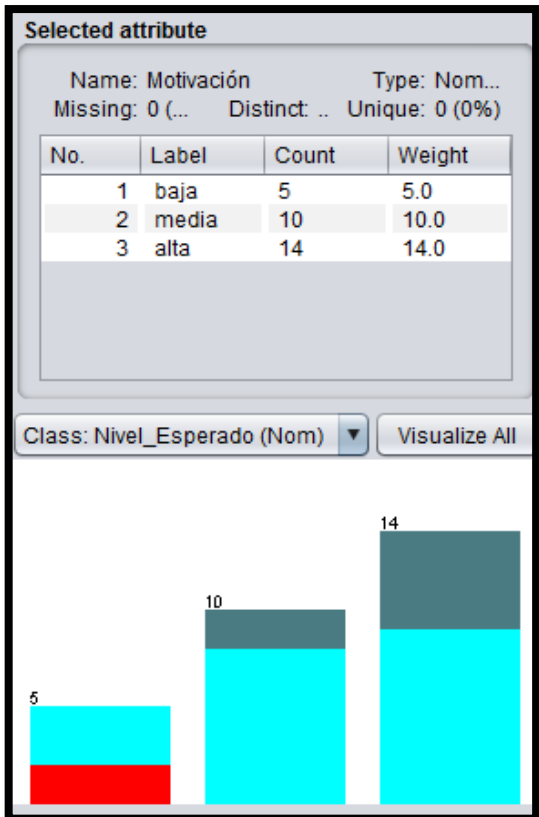 Selected attribute
Name: Motivación Type: Nom...
Missing: 0 (... Distinct: .. Unique: 0 (0%)
No. Label Count Weight
1 baja 5 5.0
2 media 10 10.0
3 alta 14 14.0
Class: Nivel_Esperado (Nom) Visualize All
14
10
5